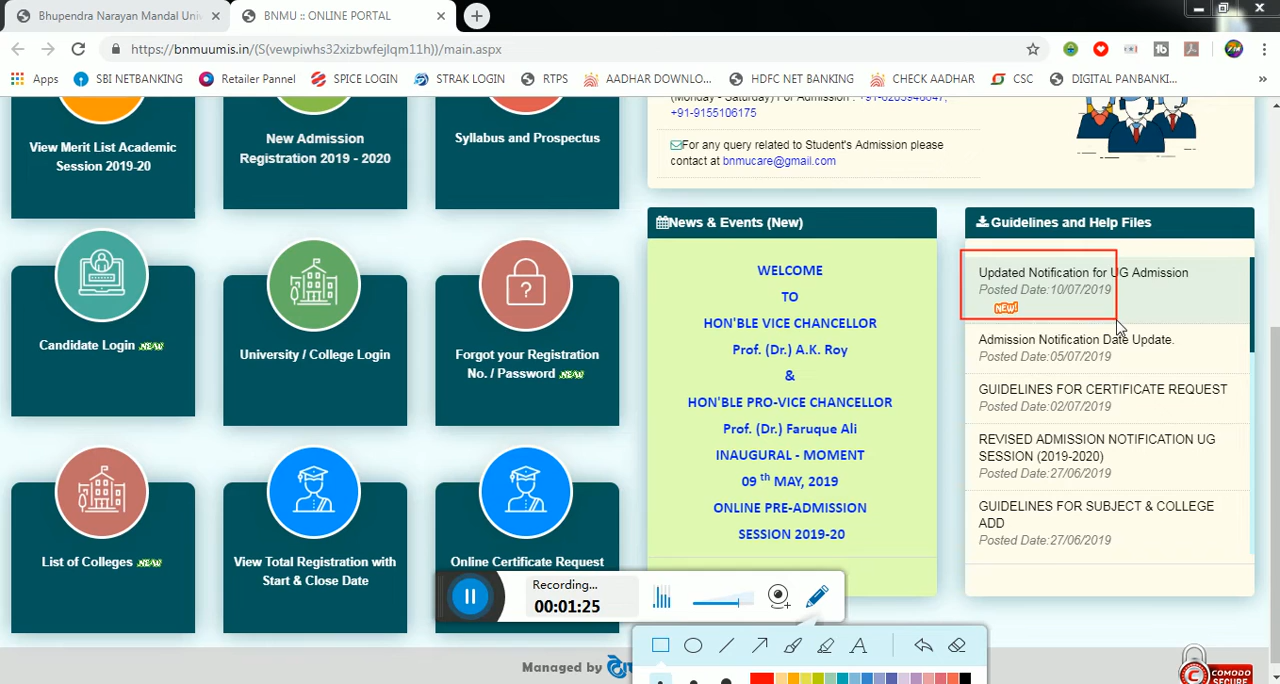 Bhupendra Narayan Mandal Univ
BNMU :: ONLINE PORTAL
https://bnmuumis.in/(S(vewpiwhs32xizbwfejlqm11h))/main.aspx
Apps
SBI NETBANKING
Retailer Pannel
SPICE LOGIN
STRAK LOGIN
RTPS
AADHAR DOWNLO...
HDFC NET BANKING
CHECK AADHAR
CSC
DIGITAL PANBANKI...
View Merit List Academic
Session 2019-20
New Admission
Registration 2019 - 2020
Syllabus and Prospectus
Candidate Login NEW
University / College Login
Forgot your Registration
No. / Password NEW
List of Colleges NEW
View Total Registration with
Start & Close Date
Online Certificate Request
(Monday - Saturday) For Admission :
+91-9155106175
For any query related to Student's Admission please
contact at bnmucare@gmail.com
News & Events (New)
WELCOME
TO
HON'BLE VICE CHANCELLOR
Prof. (Dr.) A.K. Roy
&
HON'BLE PRO-VICE CHANCELLOR
Prof. (Dr.) Faruque Ali
INAUGURAL - MOMENT
09 th MAY, 2019
ONLINE PRE-ADMISSION
SESSION 2019-20
Guidelines and Help Files
Updated Notification for UG Admission
Posted Date:10/07/2019
NEW!
Admission Notification Date Update.
Posted Date:05/07/2019
GUIDELINES FOR CERTIFICATE REQUEST
Posted Date:02/07/2019
REVISED ADMISSION NOTIFICATION UG
SESSION (2019-2020)
Posted Date:27/06/2019
GUIDELINES FOR SUBJECT & COLLEGE
ADD
Posted Date:27/06/2019
Recording...
00:01:25
A
Managed by
COMODO
SECURE